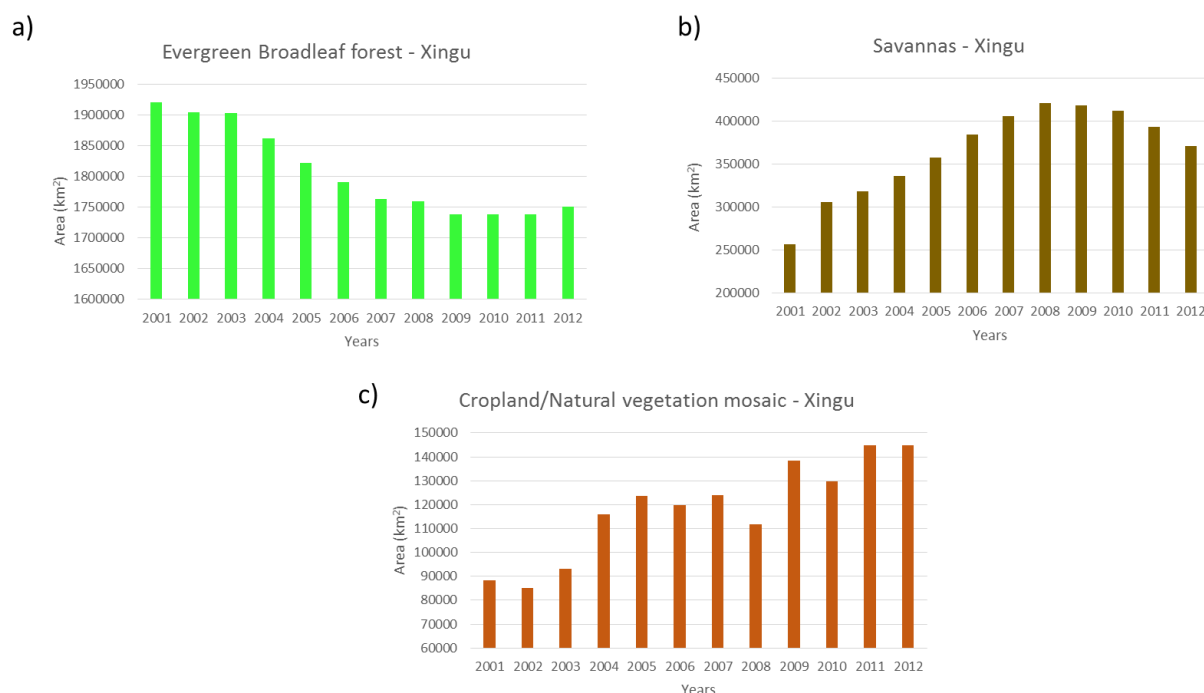 a)
Evergreen Broadleaf forest - Xingu
Area (km²)
1950000
1900000
1850000
1800000
1750000
1700000
1650000
1600000
2001 2002 2003 2004 2005 2006 2007 2008 2009 2010 2011 2012
Years
b)
Savannas - Xingu
Area (km²)
450000
400000
350000
300000
250000
200000
2001 2002 2003 2004 2005 2006 2007 2008 2009 2010 2011 2012
Years
c)
Cropland/Natural vegetation mosaic - Xingu
Area (km²)
150000
140000
130000
120000
110000
100000
90000
80000
70000
60000
2001 2002 2003 2004 2005 2006 2007 2008 2009 2010 2011 2012
Years